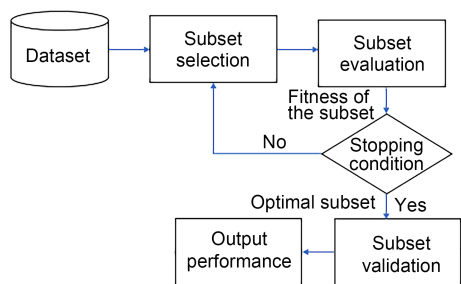 Dataset
Subset
selection
Subset
evaluation
Fitness of
the subset
Stopping
condition
No
Optimal subset
Yes
Subset
validation
Output
performance